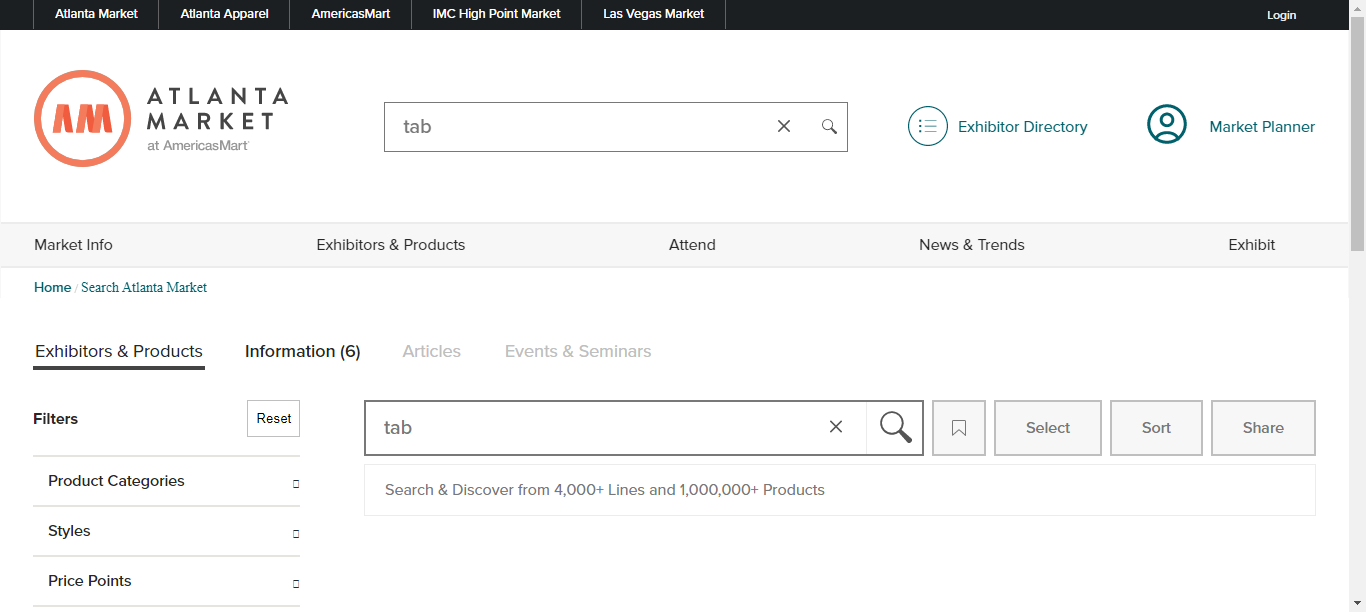 Atlanta Market Atlanta Apparel AmericasMart IMC High Point Market Las Vegas Market Login
ATLANTA
MARKET
at AmericasMart
tab
Exhibitor Directory
Market Planner
Market Info Exhibitors & Products Attend News & Trends Exhibit
Home / Search Atlanta Market
Exhibitors & Products Information (6) Articles Events & Seminars
Filters
Reset
tab
Select
Sort
Share
Search & Discover from 4,000+ Lines and 1,000,000+ Products
Product Categories
Styles
Price Points